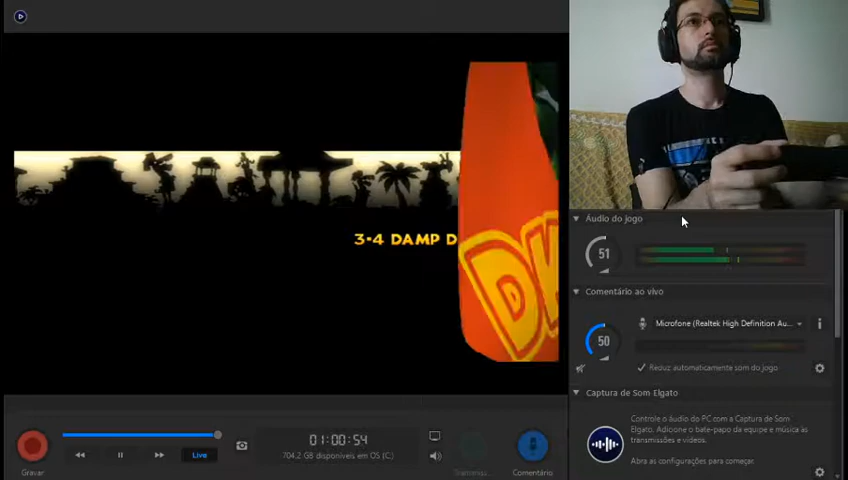 3-4 DAMP D
DK
Áudio do jogo
51
Comentário ao vivo
50
Microfone (Realtek High Definition Au...
Reduz automaticamente som do jogo.
Captura de Som Elgato
Controle o áudio do PC com a Captura de Som
Elgato. Adicione o bate-papo da equipe e música às
transmissões e vídeos.
Abra as configurações para começar.
01:00:54
704.2 GB disponíveis em OS (C:)
Live
Gravar
Comentário